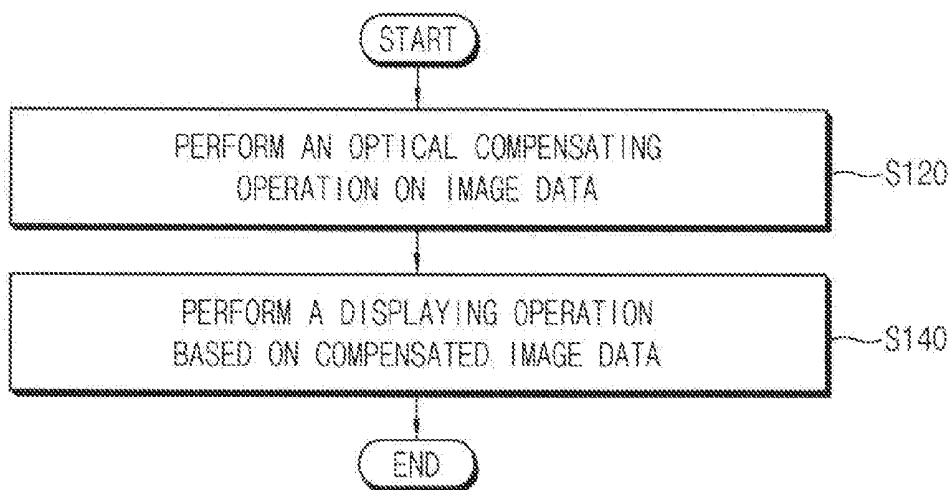 START
PERFORM AN OPTICAL COMPENSATING
OPERATION ON IMAGE DATA
S120
PERFORM A DISPLAYING OPERATION
BASED ON COMPENSATED IMAGE DATA
S140
END